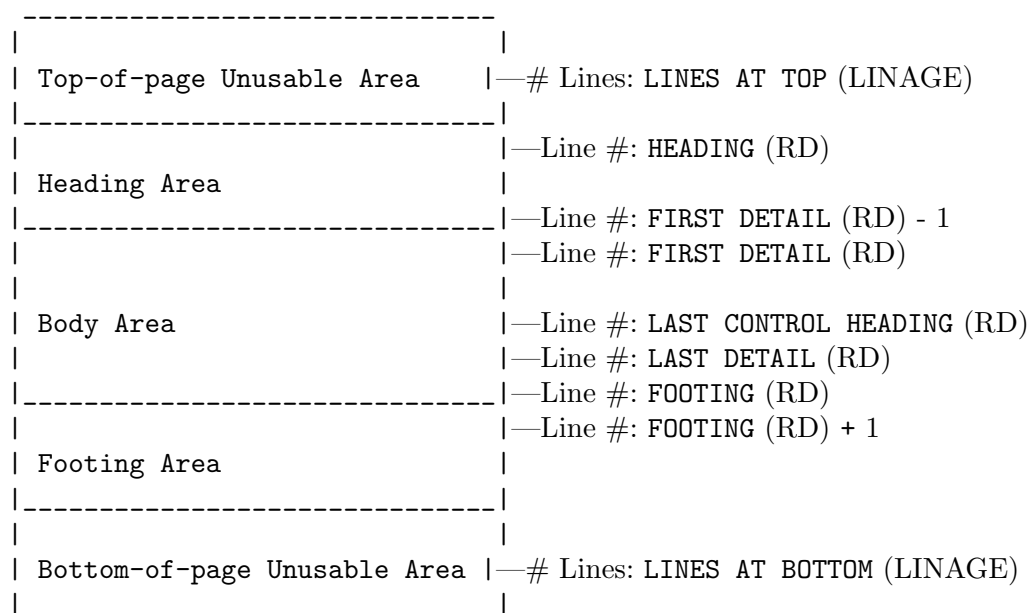 Top-of-page Unusable Area —# Lines: LINES AT TOP (LINAGE)
—Line #: HEADING (RD)
Heading Area
—Line #: FIRST DETAIL (RD) - 1
—Line #: FIRST DETAIL (RD)
Body Area —Line #: LAST CONTROL HEADING (RD)
—Line #: LAST DETAIL (RD)
—Line #: FOOTING (RD)
—Line #: FOOTING (RD) + 1
Footing Area
Bottom-of-page Unusable Area —# Lines: LINES AT BOTTOM (LINAGE)